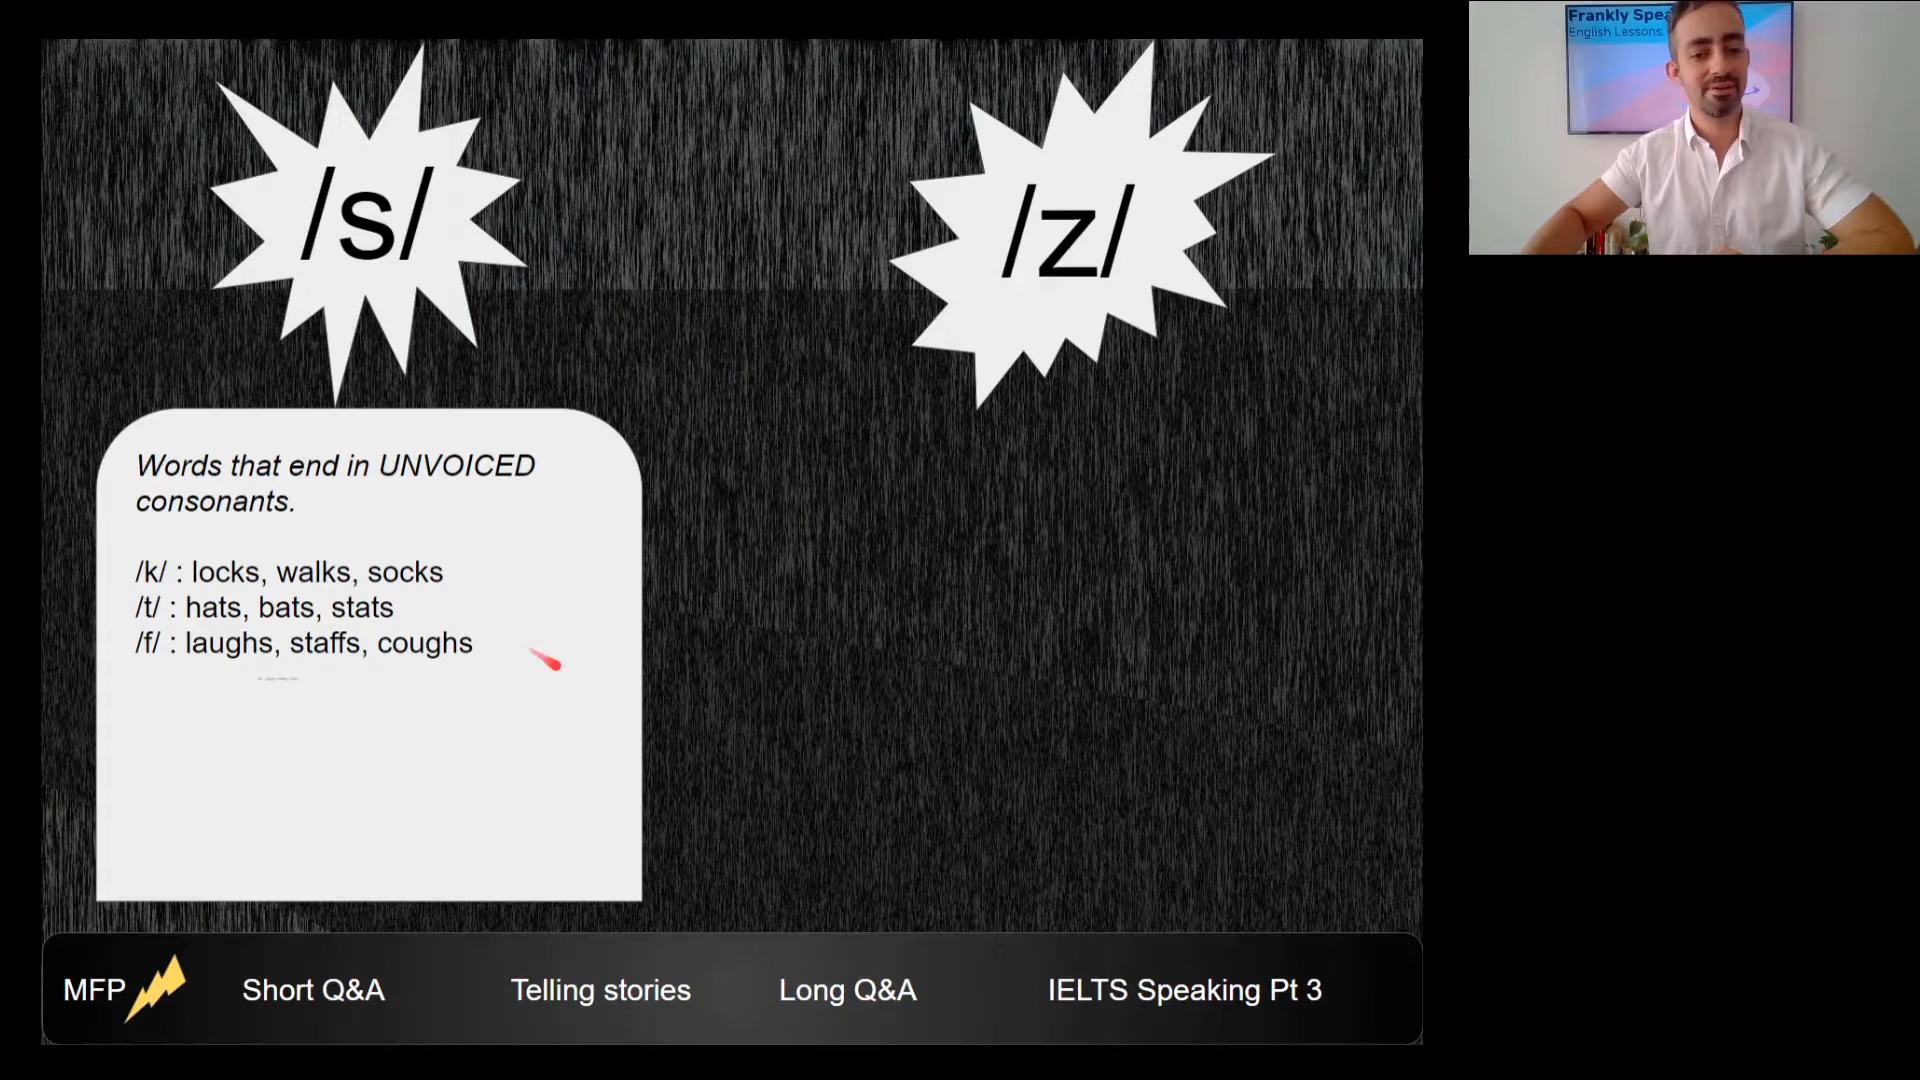 Frankly Spea
English Lessons
/s/
/z/
Words that end in UNVOICED
consonants.
/k/ : locks, walks, socks
/t/ : hats, bats, stats
/f/ : laughs, staffs, coughs
MFP
Short Q&A
Telling stories
Long Q&A
IELTS Speaking Pt 3